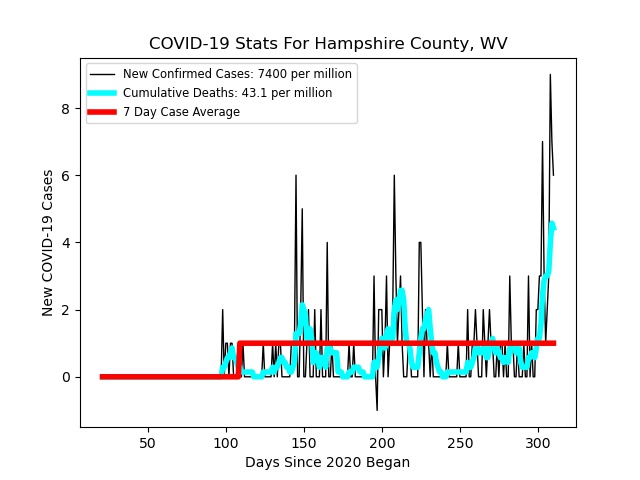 COVID-19 Stats For Hampshire County, WV
New Confirmed Cases: 7400 per million
Cumulative Deaths: 43.1 per million
7 Day Case Average
New COVID-19 Cases
8
6
4
2
0
50 100 150 200 250 300
Days Since 2020 Began